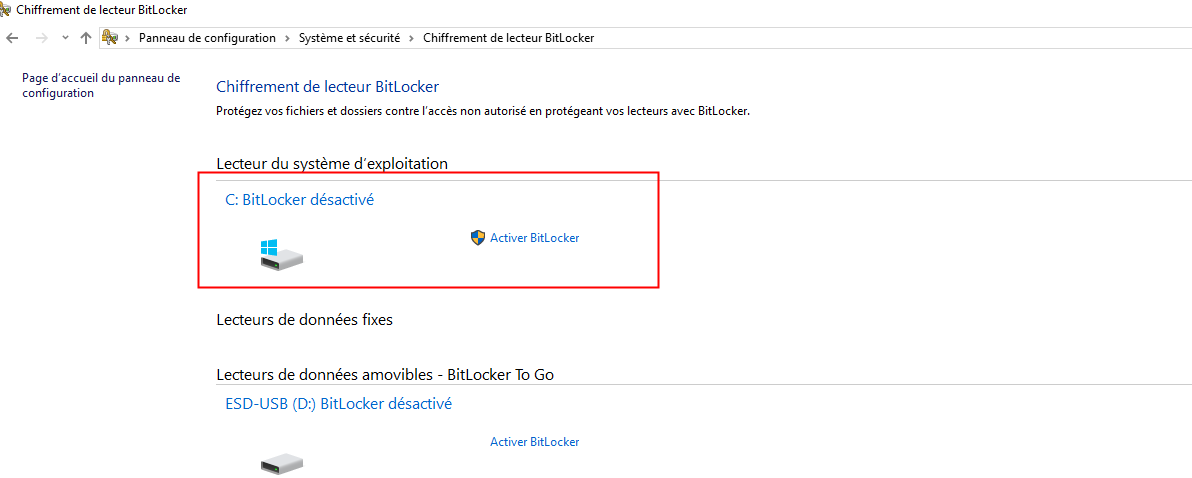 Chiffrement de lecteur BitLocker
Panneau de configuration > Système et sécurité > Chiffrement de lecteur BitLocker
Page d’accueil du panneau de
configuration
Chiffrement de lecteur BitLocker
Protégez vos fichiers et dossiers contre l’accès non autorisé en protégeant vos lecteurs avec BitLocker.
Lecteur du système d’exploitation
C: BitLocker désactivé
Activer BitLocker
Lecteurs de données fixes
Lecteurs de données amovibles - BitLocker To Go
ESD-USB (D:) BitLocker désactivé
Activer BitLocker